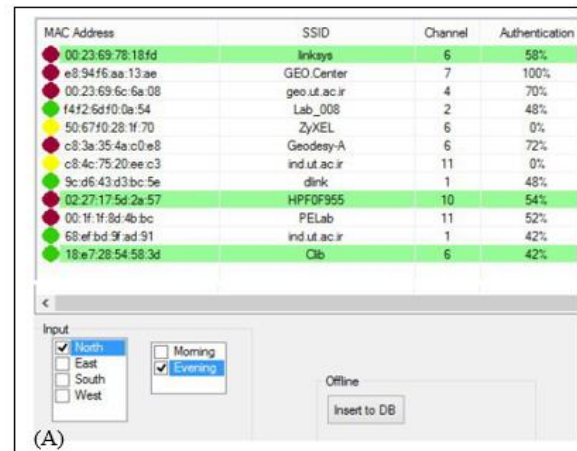 MAC Address SSID Channel Authentication
00:23:69:78:18:fd linksys 6 58%
e8:94:f6:aa:13:ae GEO.Center 7 100%
00:23:69:6c:6a:08 geo.ut.ac.ir 4 70%
f4:f2:6d:f0:0a:54 Lab_008 2 48%
50:67:f0:28:1f:70 ZyXEL 6 0%
c8:3a:35:4a:c0:e8 Geodesy-A 6 72%
c8:4c:75:20:ee:c3 ind.ut.ac.ir 11 0%
9c:d6:43:d3:bc:5e dlink 1 48%
02:27:17:5d:2a:57 HPF0F955 10 54%
00:1f:1f:8d:4b:bc PELab 11 52%
68:ef:bd:9f:ad:91 ind.ut.ac.ir 1 42%
18:e7:28:54:58:3d Clib 6 42%
<
Input
North
East
South
West
Morning
Evening
Offline
Insert to DB
(A)